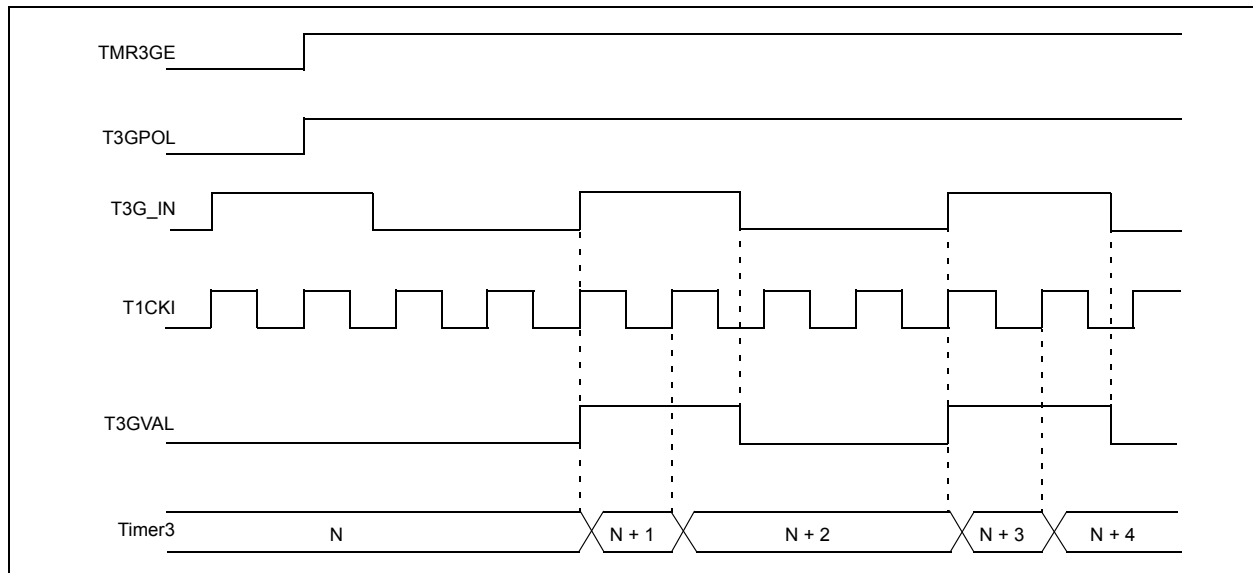 TMR3GE
T3GPOL
T3G_IN
T1CKI
T3GVAL
Timer3 N N + 1 N + 2 N + 3 N + 4